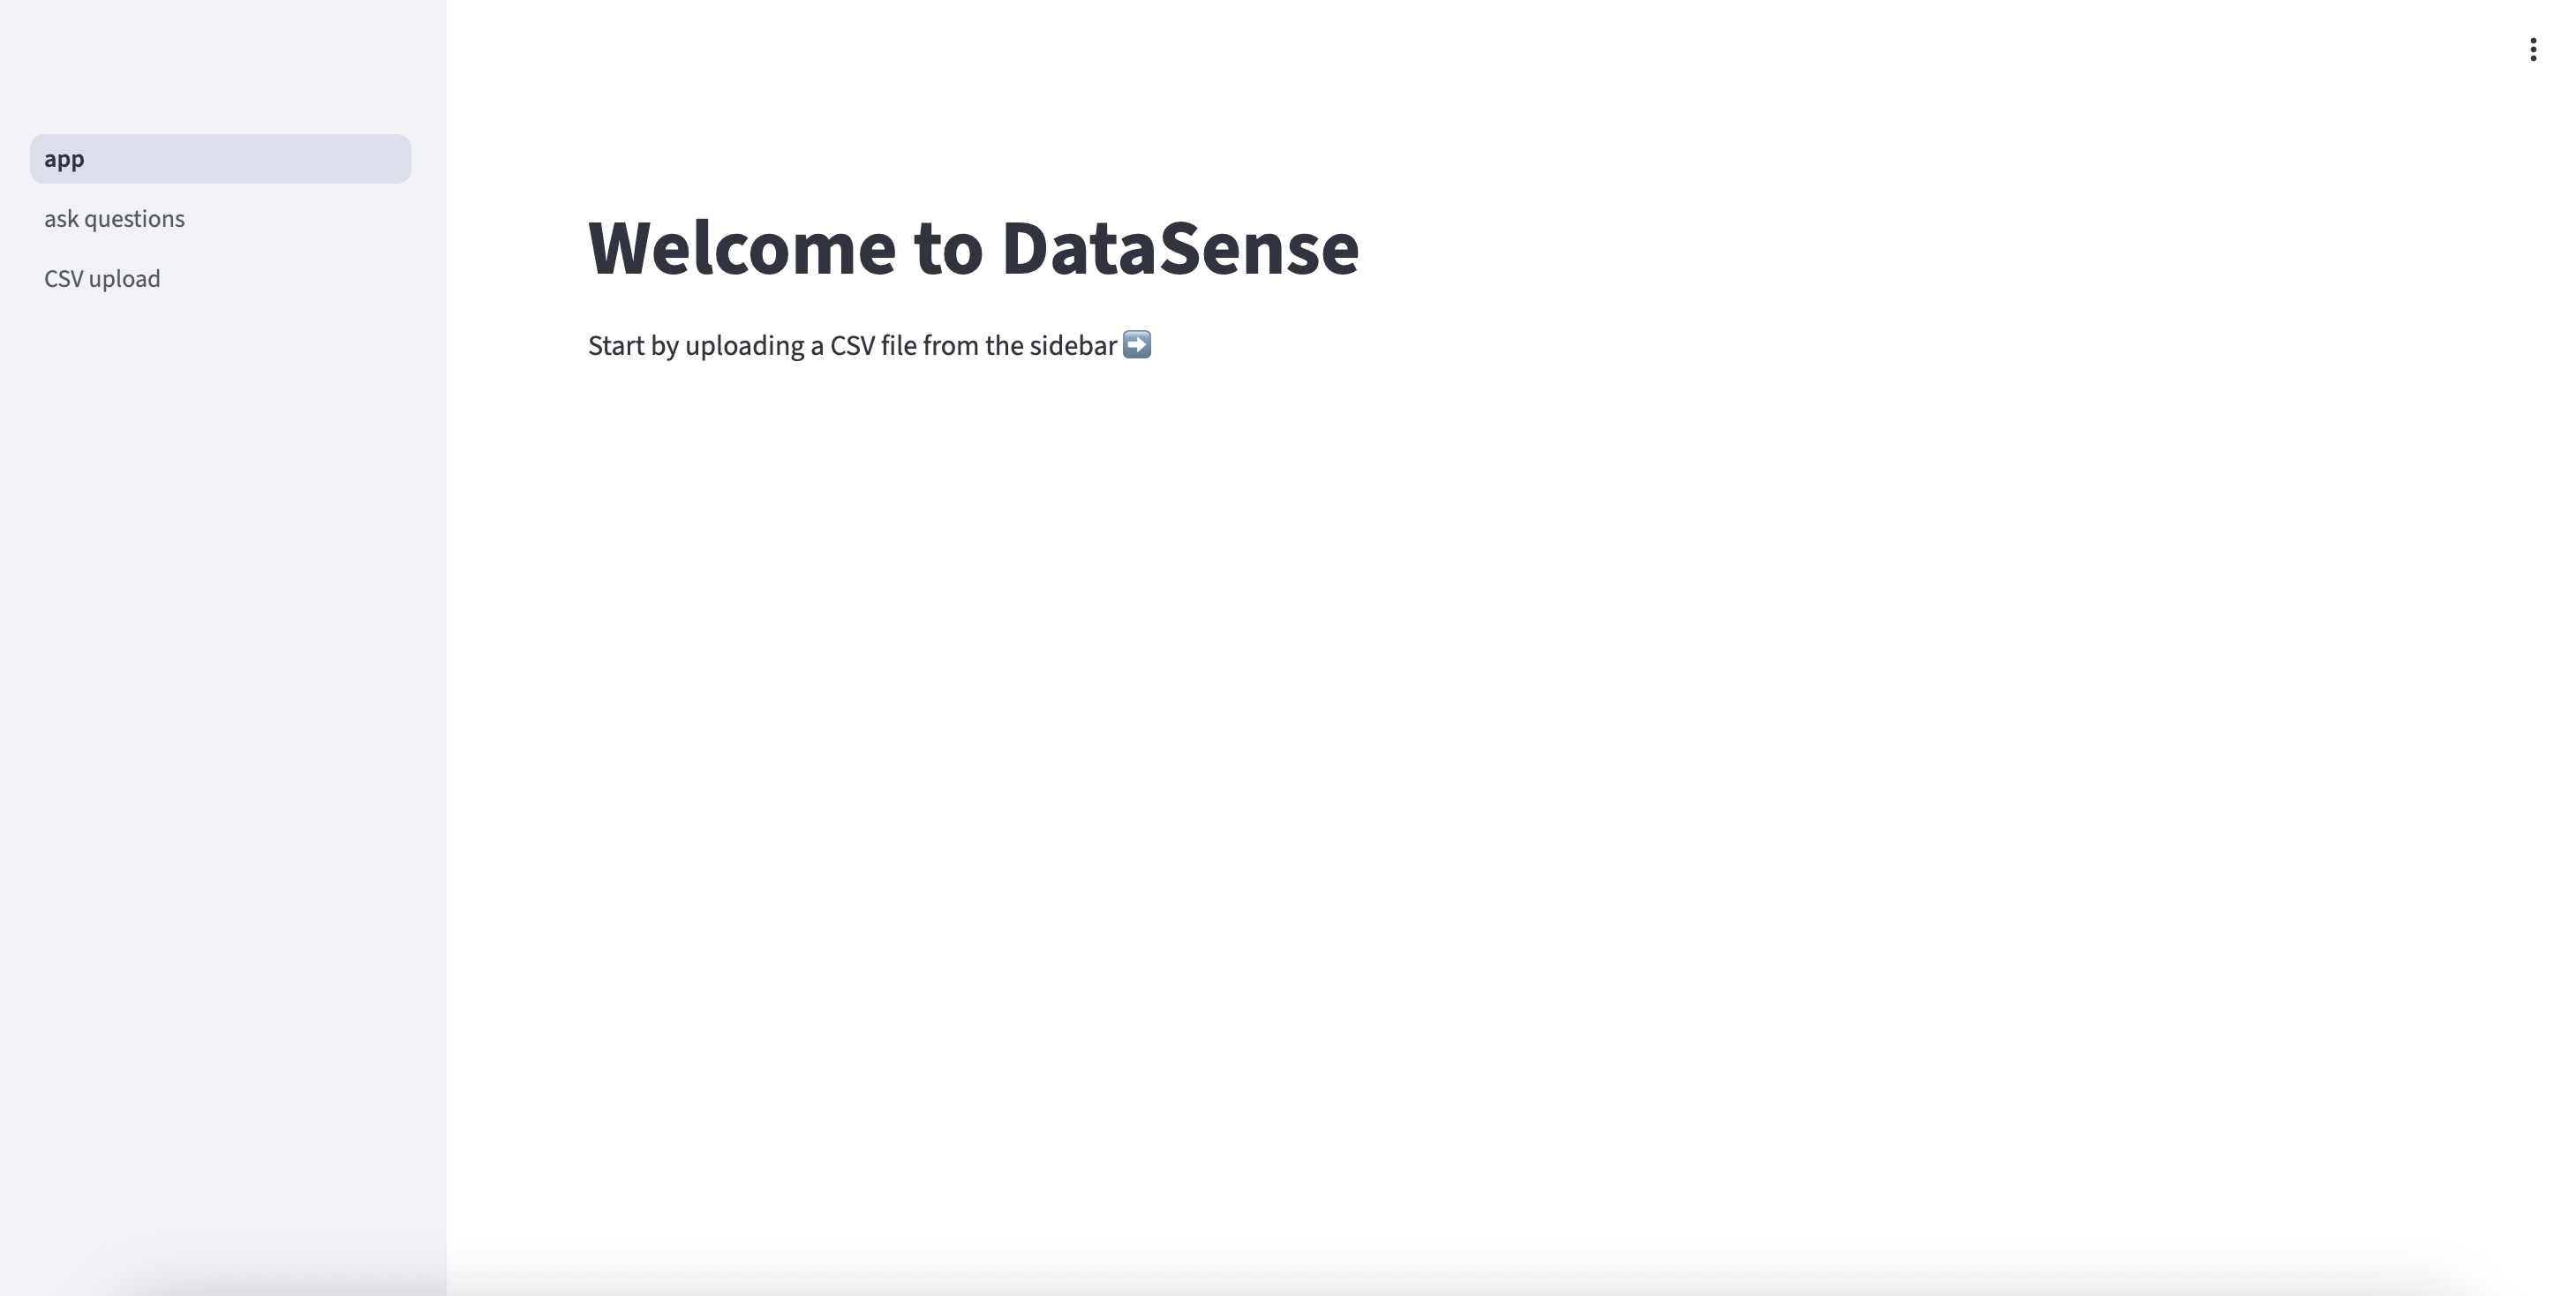 app
ask questions
CSV upload
Welcome to DataSense
Start by uploading a CSV file from the sidebar ➡️